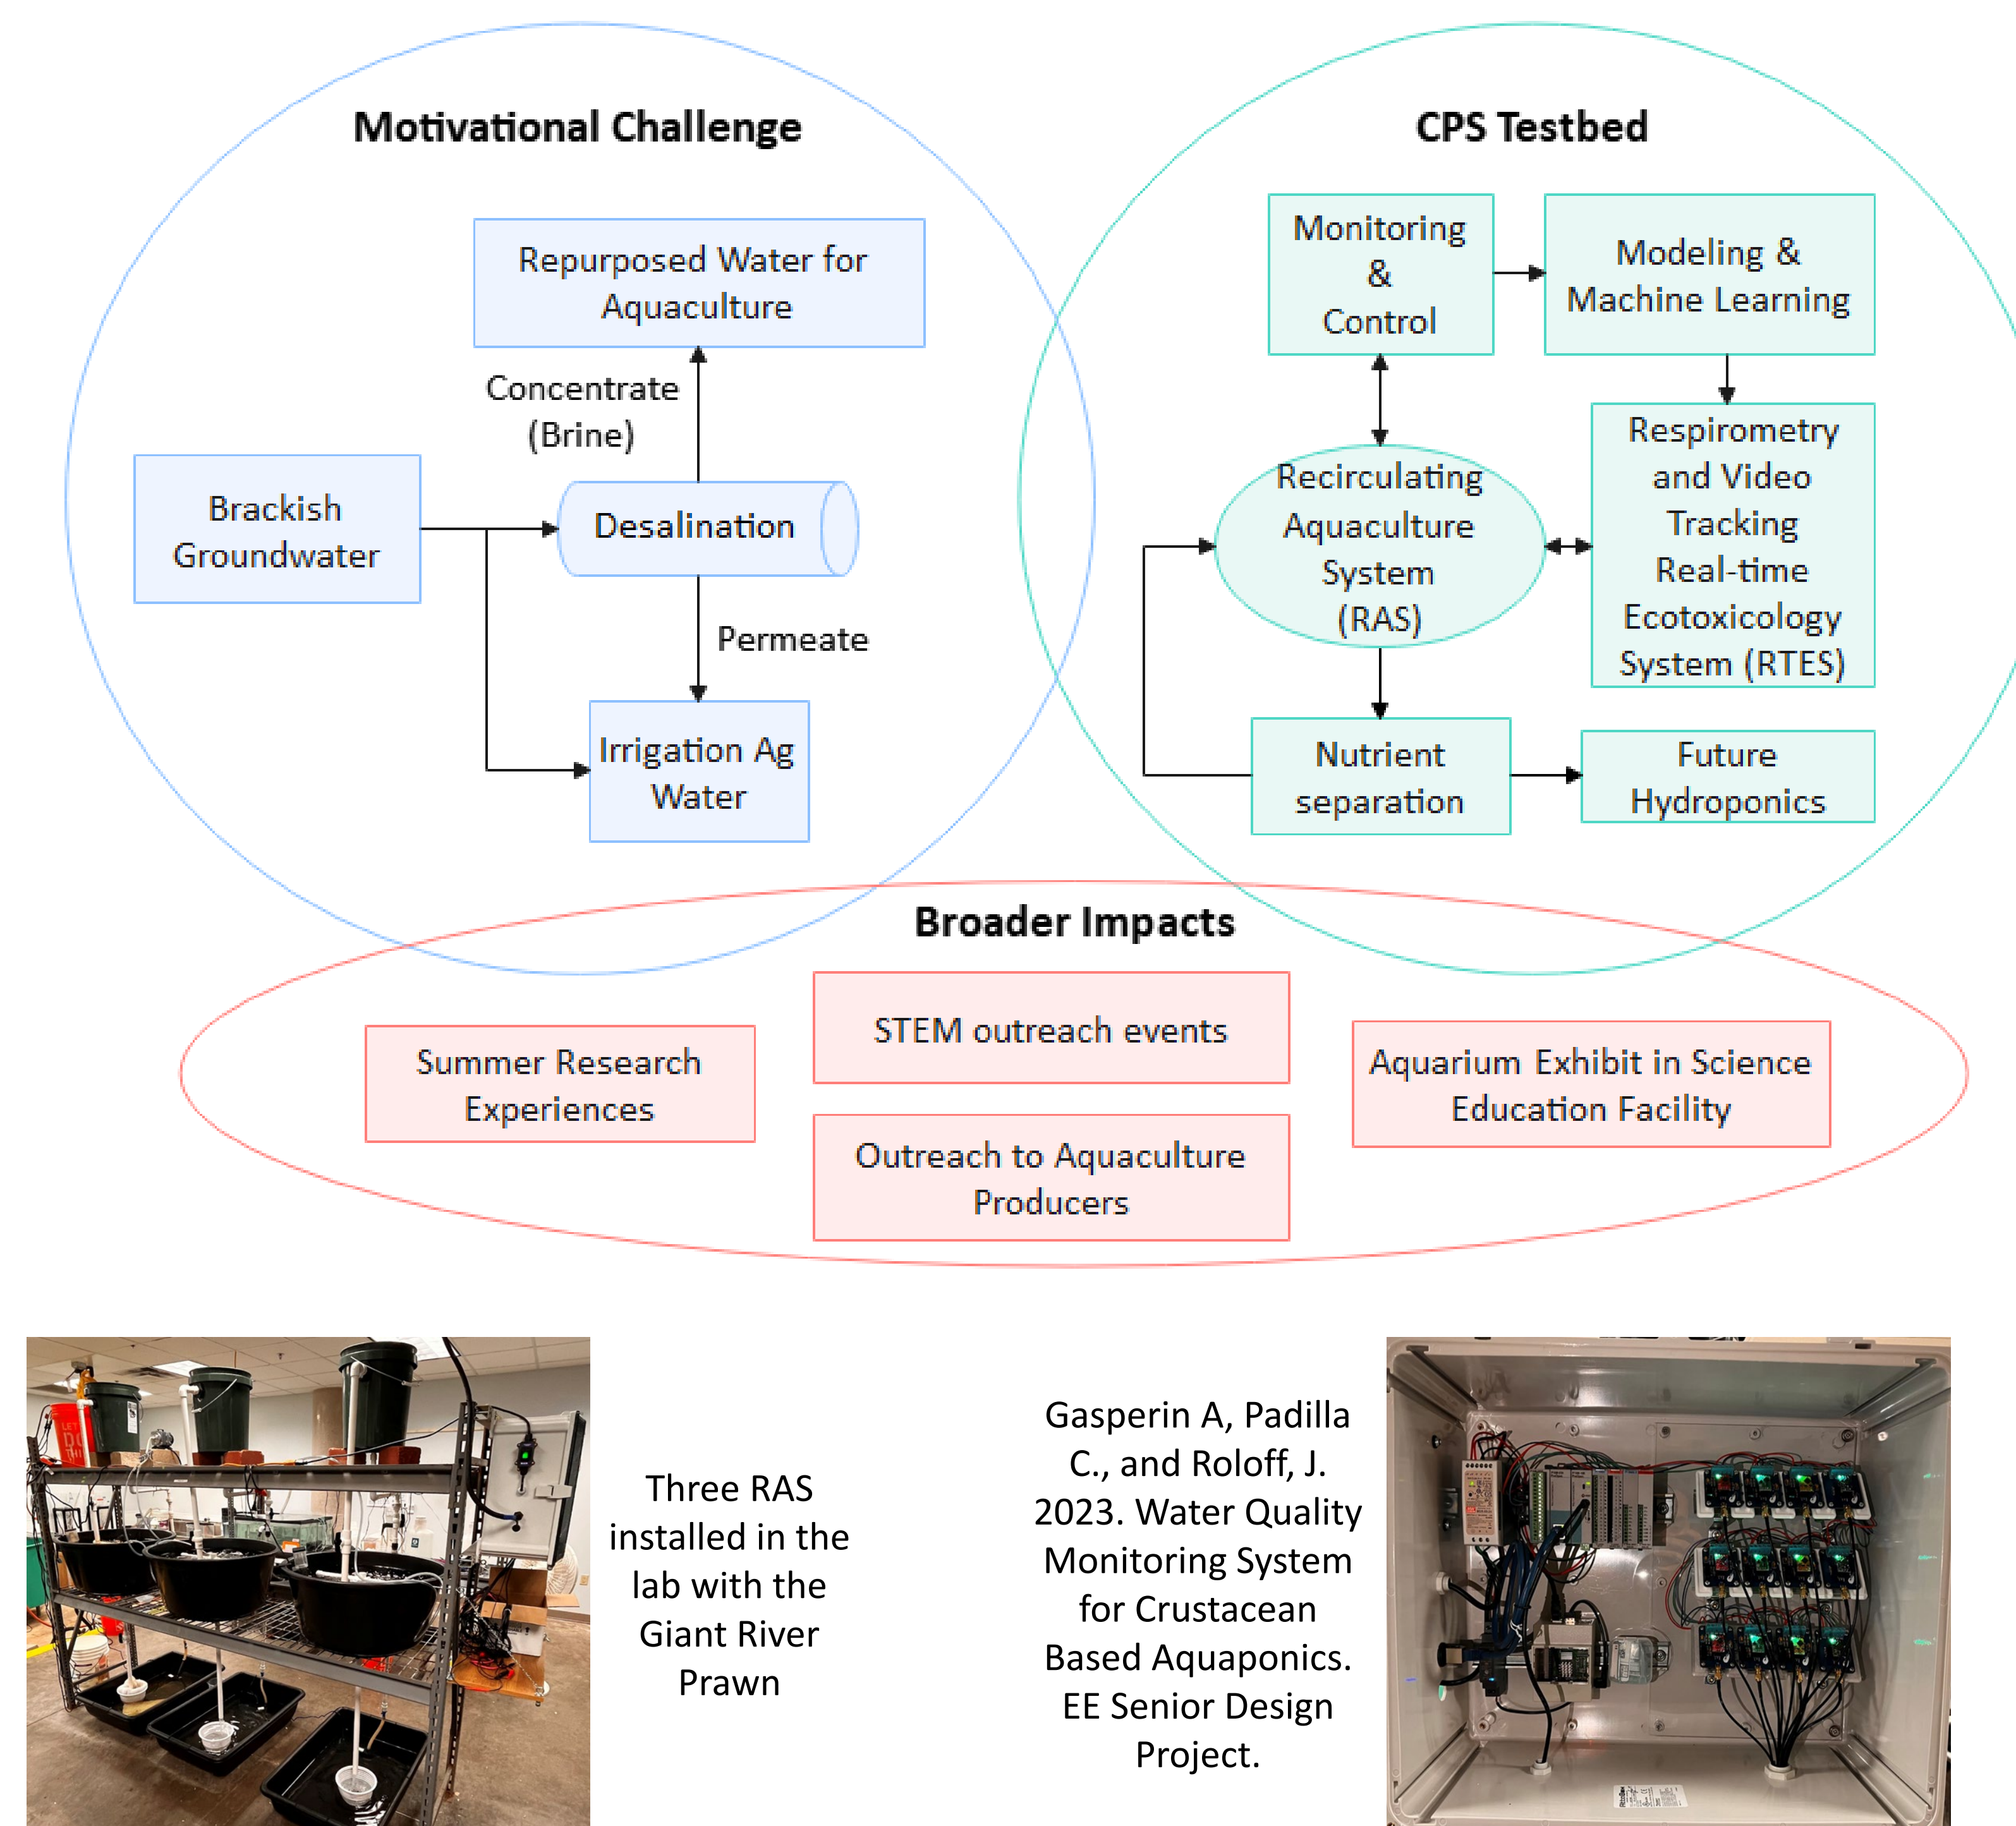 Motivational Challenge
Repurposed Water for
Aquaculture
Concentrate
(Brine)
Brackish
Groundwater
Desalination
Permeate
Irrigation Ag
Water
CPS Testbed
Monitoring
&
Control
Modeling &
Machine Learning
Recirculating
Aquaculture
System
(RAS)
Respirometry
and Video
Tracking
Real-time
Ecotoxicology
System (RTES)
Nutrient
separation
Future
Hydroponics
Broader Impacts
Summer Research
Experiences
STEM outreach events
Outreach to Aquaculture
Producers
Aquarium Exhibit in Science
Education Facility
Three RAS
installed in the
lab with the
Giant River
Prawn
Gasperin A, Padilla
C., and Roloff, J.
2023. Water Quality
Monitoring System
for Crustacean
Based Aquaponics.
EE Senior Design
Project.